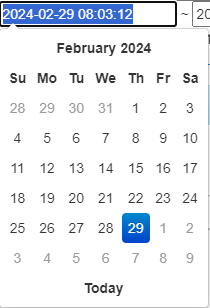 2024-02-29 08:03:12 ~ 20
February 2024
Su Mo Tu We Th Fr Sa
28 29 30 31 1 2 3
4 5 6 7 8 9 10
11 12 13 14 15 16 17
18 19 20 21 22 23 24
25 26 27 28 29 1 2
3 4 5 6 7 8 9
Today